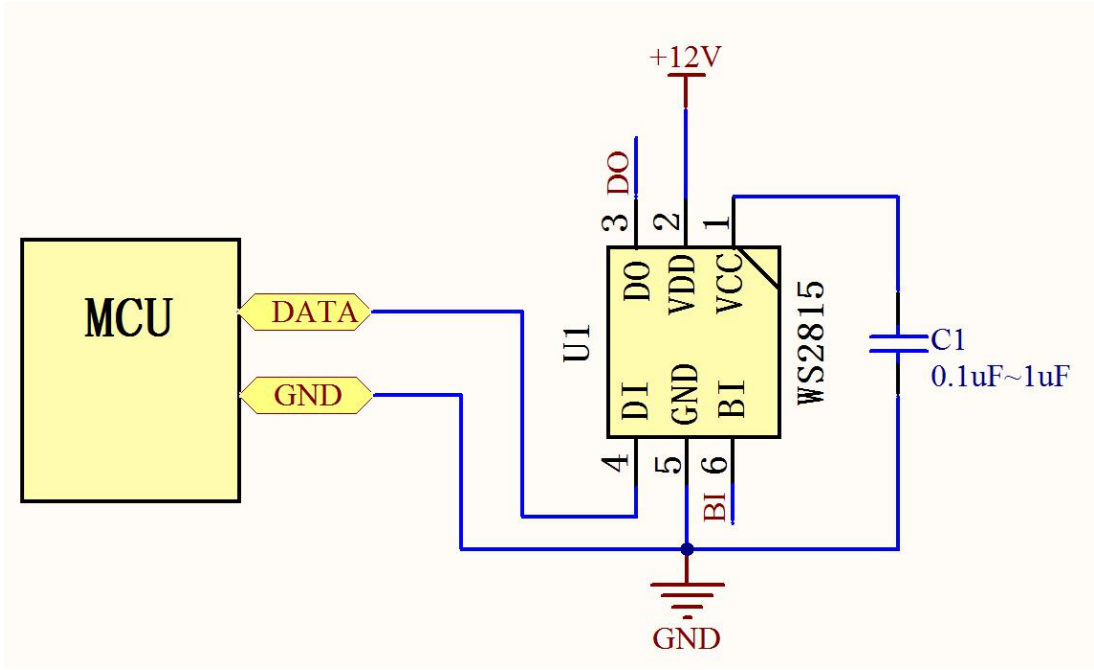 +12V
DO
3
2
1
DO
VDD
VCC
MCU
DATA
GND
U1
WS2815
C1
0.1uF~1uF
DI
GND
BI
4
5
6
BI
GND